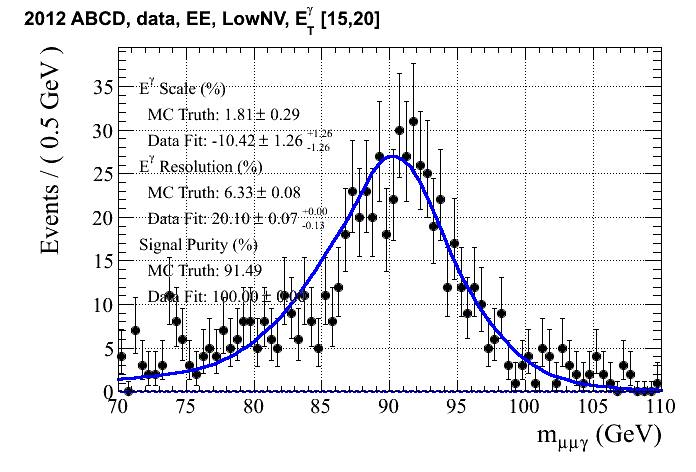 2012 ABCD, data, EE, LowNV, E_T^γ [15,20]
Events / ( 0.5 GeV )
35
30
25
20
15
10
5
0
E^γ Scale (%)
MC Truth: 1.81 ± 0.29
Data Fit: -10.42 ± 1.26 +1.26 -1.26
E^γ Resolution (%)
MC Truth: 6.33 ± 0.08
Data Fit: 20.10 ± 0.07 +0.00 -0.13
Signal Purity (%)
MC Truth: 91.49
Data Fit: 100.00 ±
70 75 80 85 90 95 100 105 110
m_μμγ (GeV)